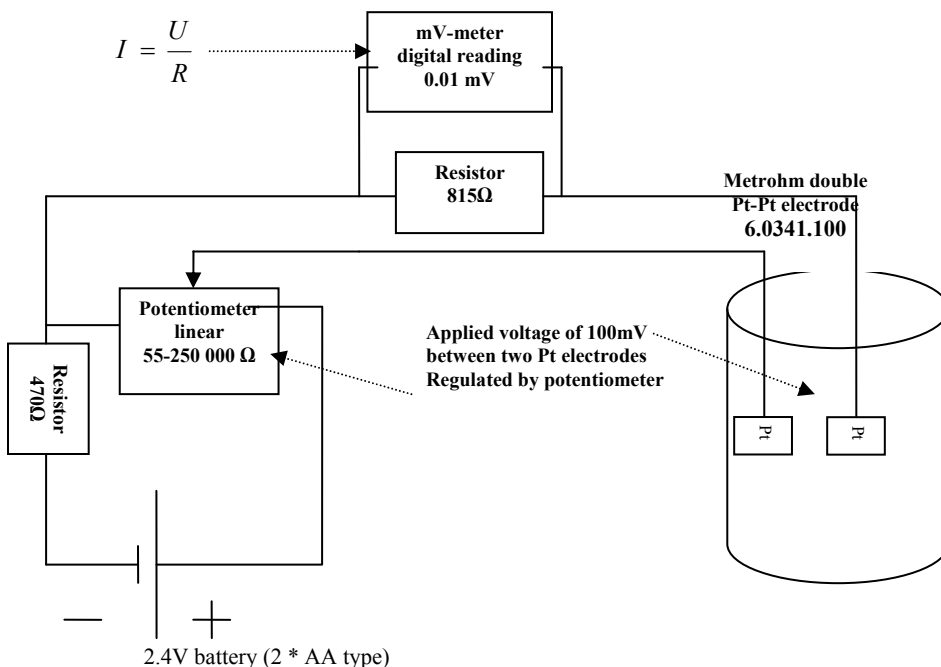 I = U
R
mV-meter
digital reading
0.01 mV
Resistor
815Ω
Metrohm double
Pt-Pt electrode
6.0341.100
Potentiometer
linear
55-250 000 Ω
Applied voltage of 100mV
between two Pt electrodes
Regulated by potentiometer
Resistor
470Ω
Pt
Pt
— +
2.4V battery (2 * AA type)